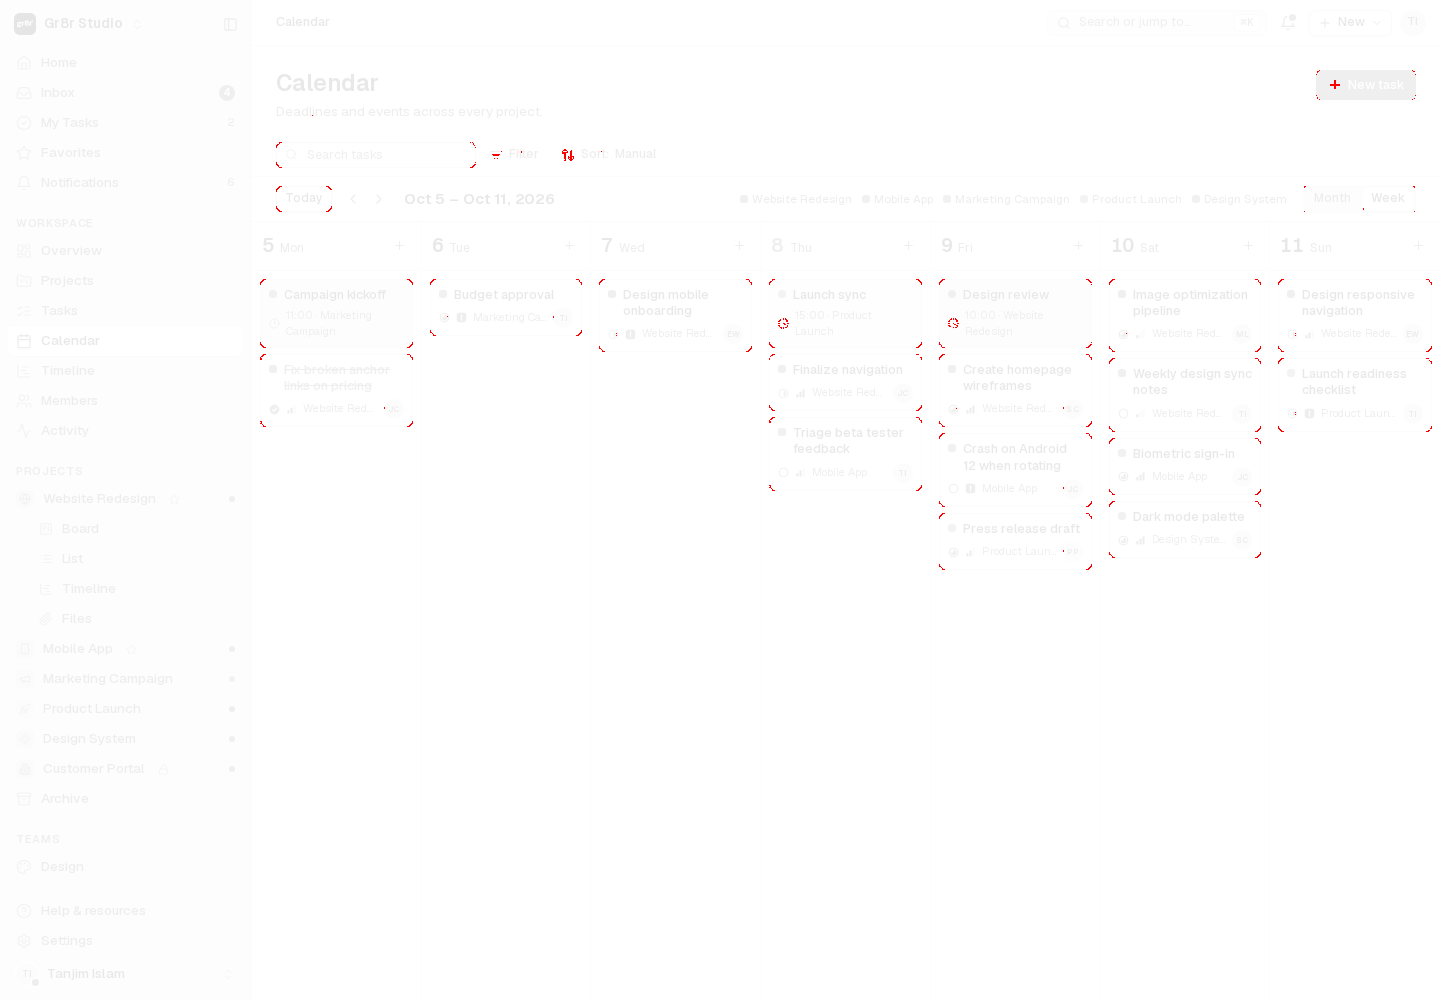 Gr8r Studio
Home
Inbox 4
My Tasks 2
Favorites
Notifications 6
WORKSPACE
Overview
Projects
Tasks
Calendar
Timeline
Members
Activity
PROJECTS
Website Redesign
Board
List
Timeline
Files
Mobile App
Marketing Campaign
Product Launch
Design System
Customer Portal
Archive
TEAMS
Design
Help & resources
Settings
TI Tanjim Islam
Calendar
Search or jump to... ⌘K
New
TI
Calendar
Deadlines and events across every project.
New task
Search tasks
Filter
Sort: Manual
Today
Oct 5 – Oct 11, 2026
Website Redesign
Mobile App
Marketing Campaign
Product Launch
Design System
Month
Week
5 Mon
Campaign kickoff
11:00 · Marketing
Campaign
Fix broken anchor
links on pricing
Website Red... JC
6 Tue
Budget approval
Marketing Ca... TI
7 Wed
Design mobile
onboarding
Website Red... EW
8 Thu
Launch sync
15:00 · Product
Launch
Finalize navigation
Website Red... JC
Triage beta tester
feedback
Mobile App TI
9 Fri
Design review
10:00 · Website
Redesign
Create homepage
wireframes
Website Red... SC
Crash on Android
12 when rotating
Mobile App JC
Press release draft
Product Laun... PP
10 Sat
Image optimization
pipeline
Website Red... ML
Weekly design sync
notes
Website Red... TI
Biometric sign-in
Mobile App JC
Dark mode palette
Design Syste... SC
11 Sun
Design responsive
navigation
Website Rede... EW
Launch readiness
checklist
Product Laun... TI